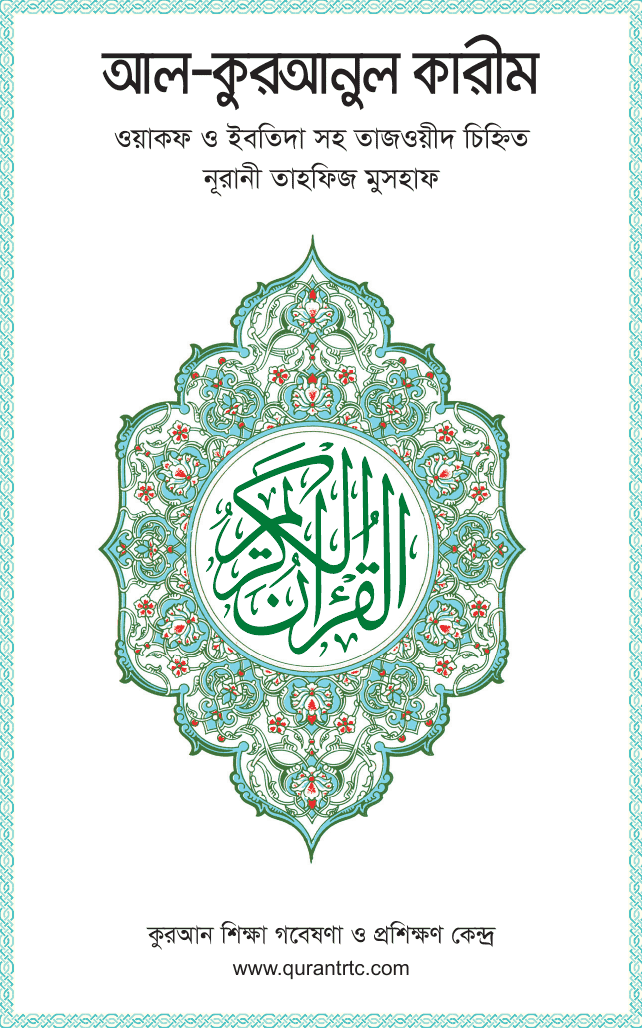 আল-কুরআনুল কারীম
ওয়াকফ ও ইবতিদা সহ তাজওয়ীদ চিহ্নিত
নূরানী তাহফিজ মুসহাফ
القرآن الكريم
কুরআন শিক্ষা গবেষণা ও প্রশিক্ষণ কেন্দ্র
www.qurantrtc.com